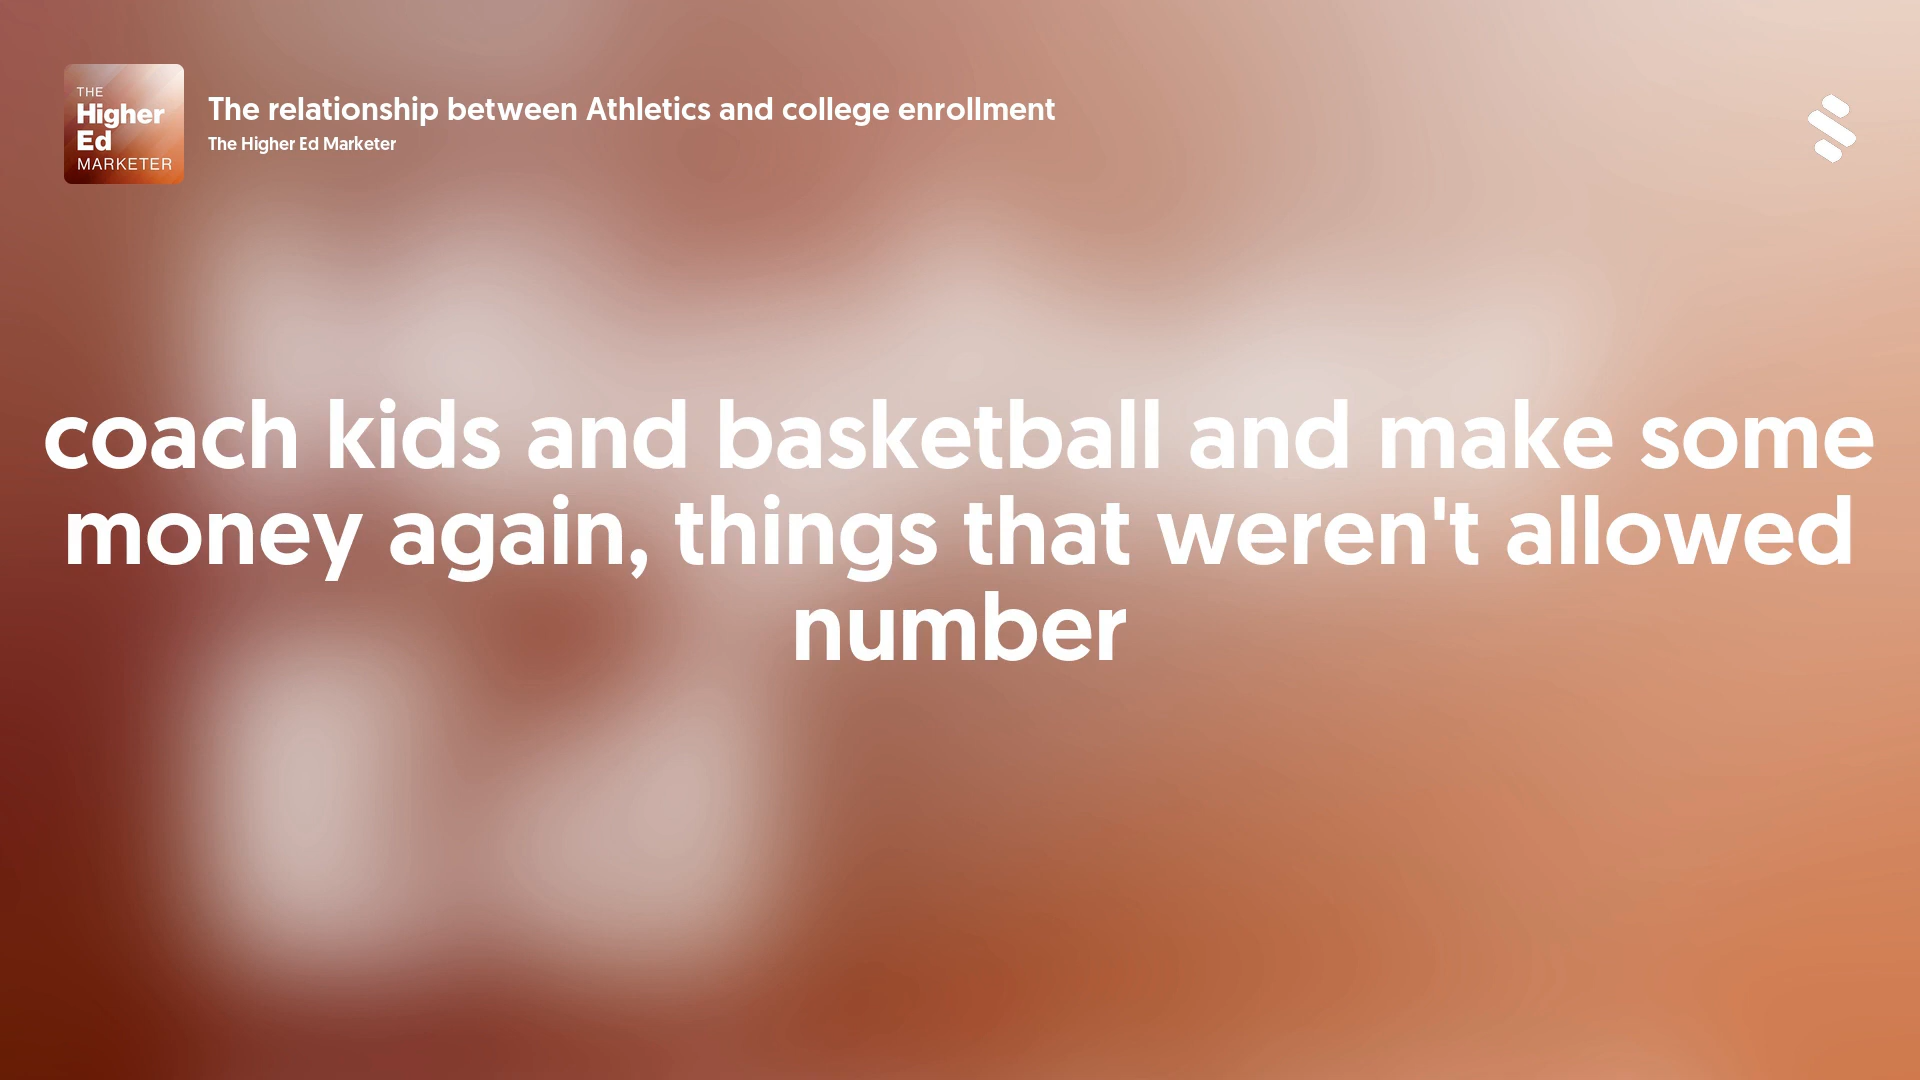 THE
Higher
Ed
MARKETER
The relationship between Athletics and college enrollment
The Higher Ed Marketer
coach kids and basketball and make some
money again, things that weren't allowed
number